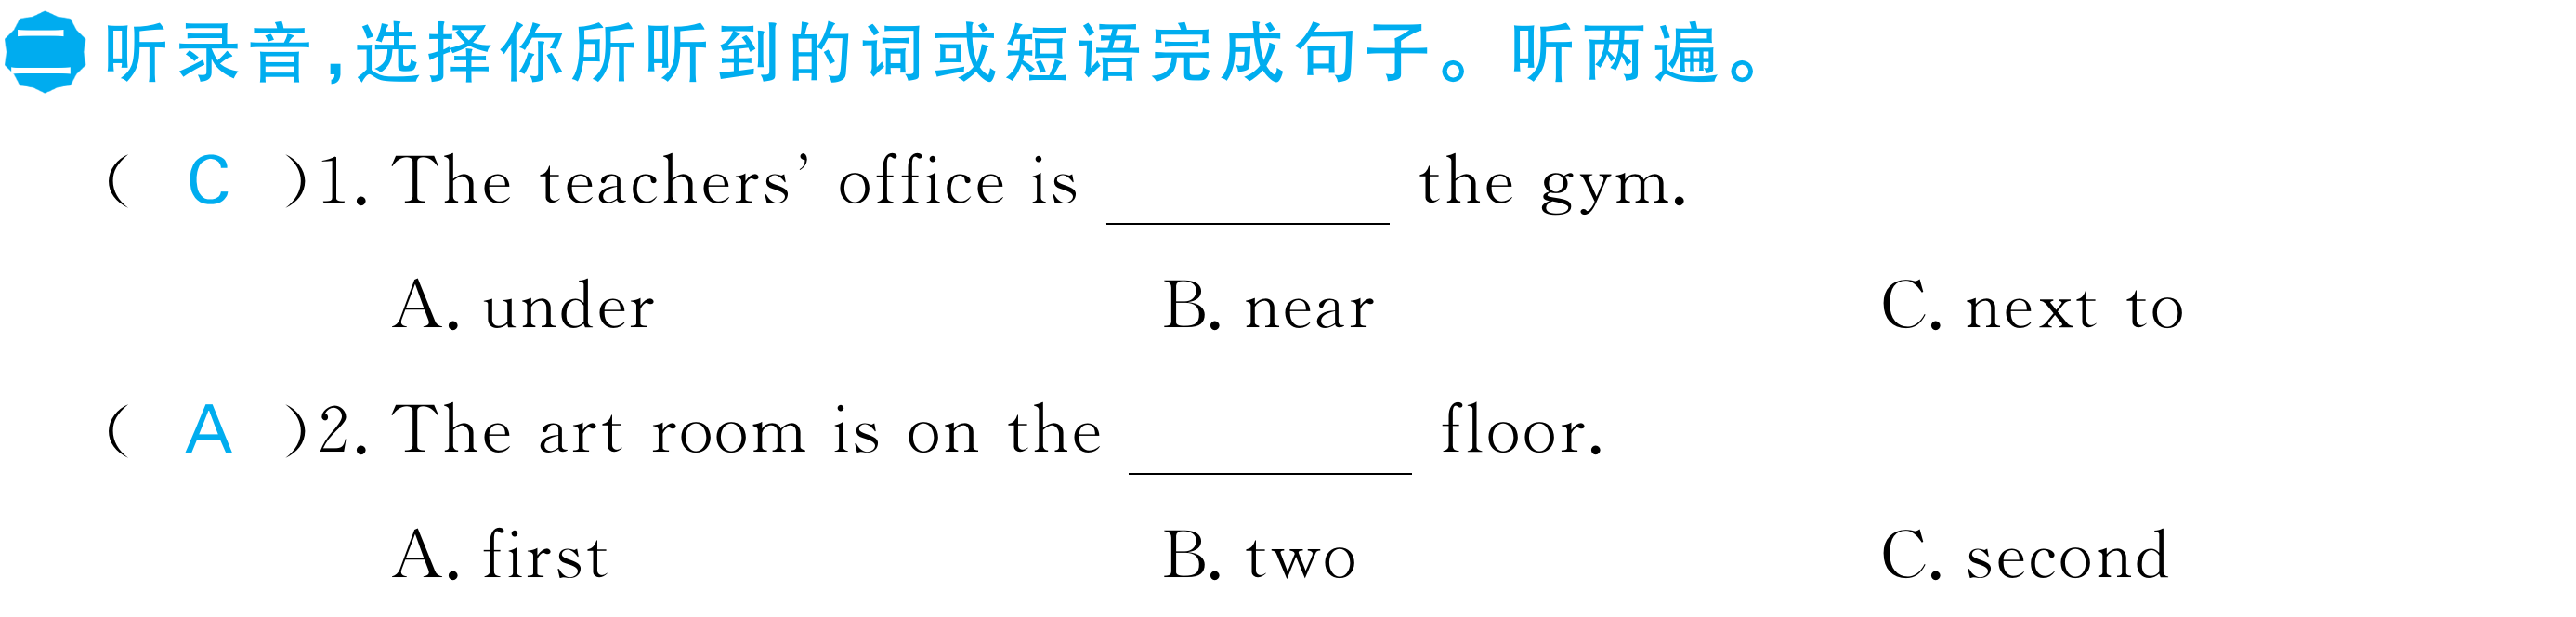 二 听录音,选择你所听到的词或短语完成句子。听两遍。
( C )1. The teachers’ office is ________ the gym.
A. under B. near C. next to
( A )2. The art room is on the ________ floor.
A. first B. two C. second